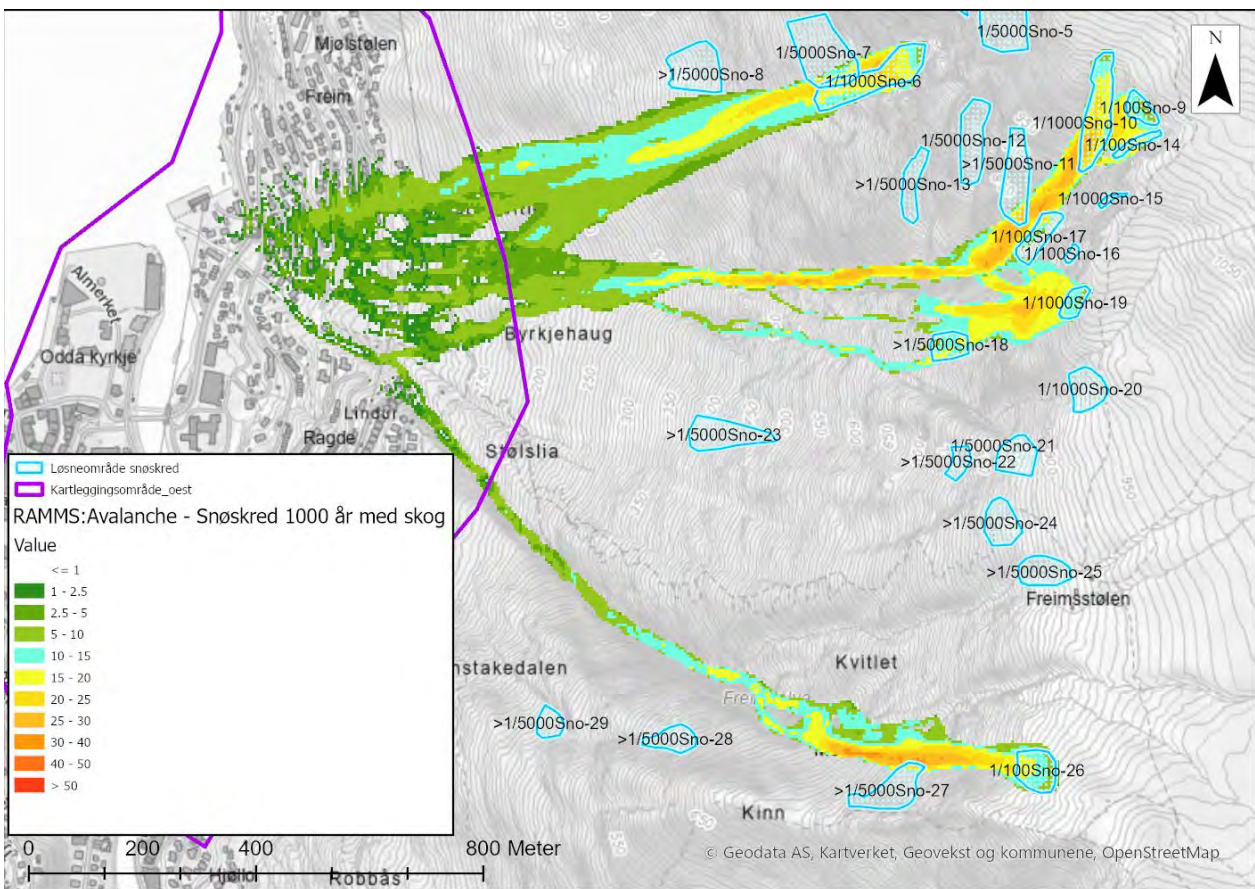 1/5000Sno-5
N
Mjølstølen
1/5000Sno-7
>1/5000Sno-8
1/1000Sno-6
Freim
1/100Sno-9
1/1000Sno-10
1/5000Sno-12
1/100Sno-14
>1/5000Sno-11
>1/5000Sno-13
1/1000Sno-15
1/100Sno-17
1/100Sno-16
Almerket
1/1000Sno-19
Byrkjehaug
>1/5000Sno-18
Odda kyrkje
1/1000Sno-20
Lindur
Ragde
>1/5000Sno-23
Stølslia
1/5000Sno-21
>1/5000Sno-22
Løsneområde snøskred
Kartleggingsområde_oest
RAMMS:Avalanche - Snøskred 1000 år med skog
Value
<= 1
1 - 2.5
2.5 - 5
5 - 10
10 - 15
15 - 20
20 - 25
25 - 30
30 - 40
40 - 50
> 50
>1/5000Sno-24
>1/5000Sno-25
Freimsstølen
nstakedalen
Kvitlet
>1/5000Sno-29
>1/5000Sno-28
1/100Sno-26
>1/5000Sno-27
Kinn
0 200 400 800 Meter
© Geodata AS, Kartverket, Geovekst og kommunene, OpenStreetMap
Robbås